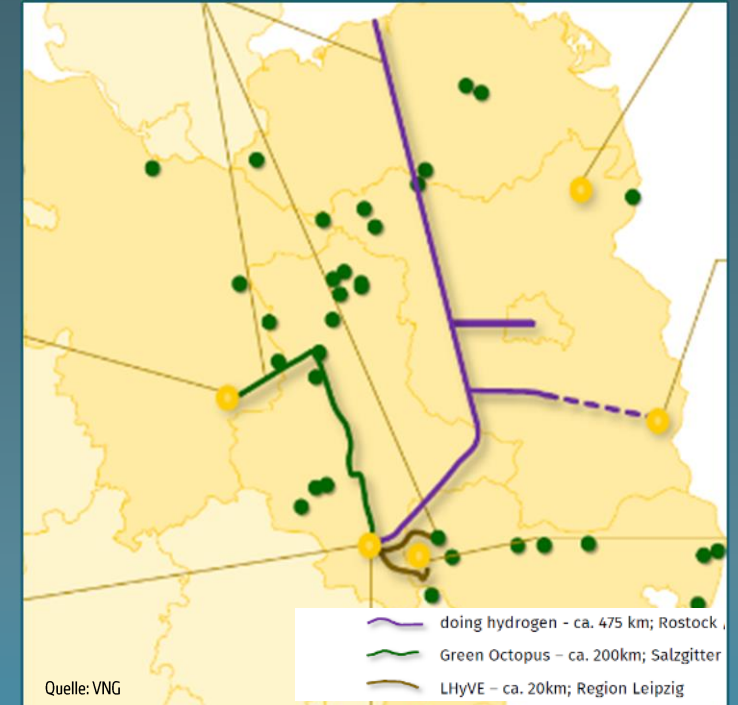 doing hydrogen - ca. 475 km; Rostock
Green Octopus – ca. 200km; Salzgitter
LHyVE – ca. 20km; Region Leipzig
Quelle: VNG